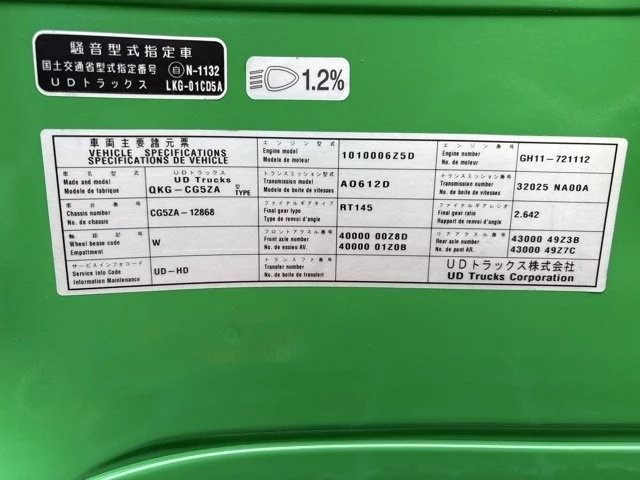 騒音型式指定車
国土交通省型式指定番号 自 N-1132
UDトラックス LKG-01CD5A
1.2%
車両主要諸元票
VEHICLE SPECIFICATIONS
SPECIFICATIONS DE VEHICLE
車名型式
Made and model
Modele de fabrique
UDトラックス
UD Trucks
QKG-CG5ZA 型 TYPE
車台番号
Chassis number
No. de chassis
CG5ZA-12868
軸距記号
Wheel bease code
Empattment
W
サービスインフォコード
Service Info Code
Information Maintenance
UD-HD
エンジン型式
Engine model
Modele de moteur
1010006Z5D
トランスミッション型式
Transmission model
Modele de boite de vitesses
AO612D
ファイナルギアタイプ
Final gear type
Type de renvoi d'angle
RT145
フロントアクスル番号
Front axle number
No. de essieu AV.
40000 00Z8D
40000 01Z0B
トランスファ番号
Transfer number
No. de boite de transfert
エンジン番号
Engine number
No. de moteur
GH11-721112
トランスミッション番号
Transmission number
No. de boite de vitesses
32025 NA00A
ファイナルギアレシオ
Final gear ratio
Rapport de renvoi d'angle
2.642
リアアクスル番号
Rear axle number
No. de pent AR.
43000 49Z3B
43000 49Z7C
UDトラックス株式会社
UD Trucks Corporation